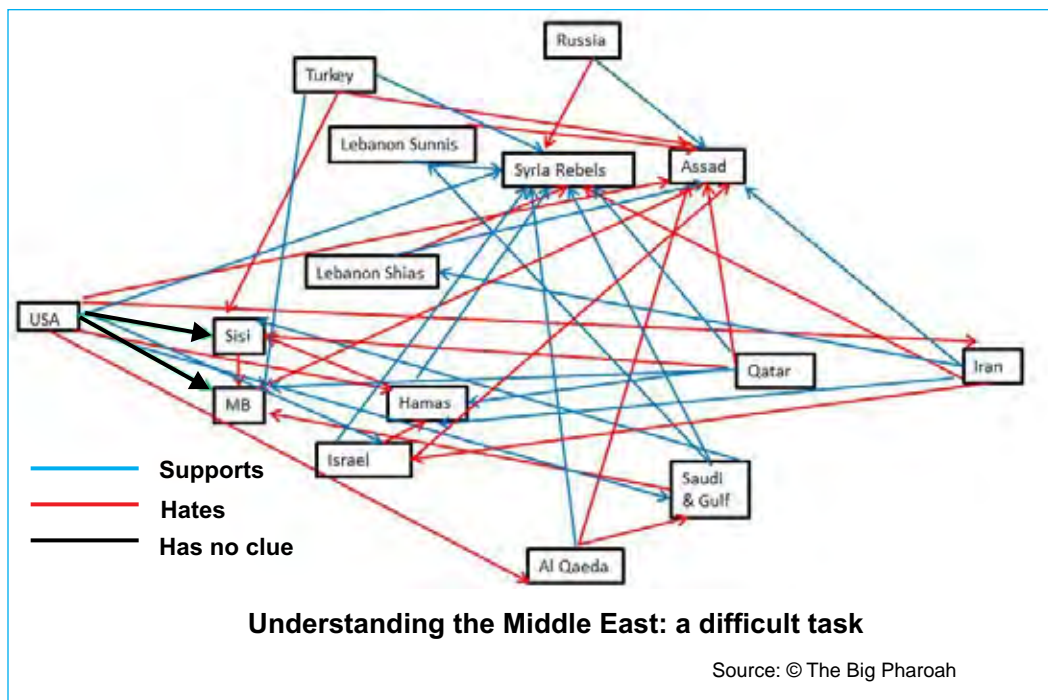 Russia
Turkey
Lebanon Sunnis
Syria Rebels
Assad
Lebanon Shias
USA
Sisi
Qatar
Iran
MB
Hamas
Israel
Saudi
& Gulf
Al Qaeda
Supports
Hates
Has no clue
Understanding the Middle East: a difficult task
Source: © The Big Pharoah